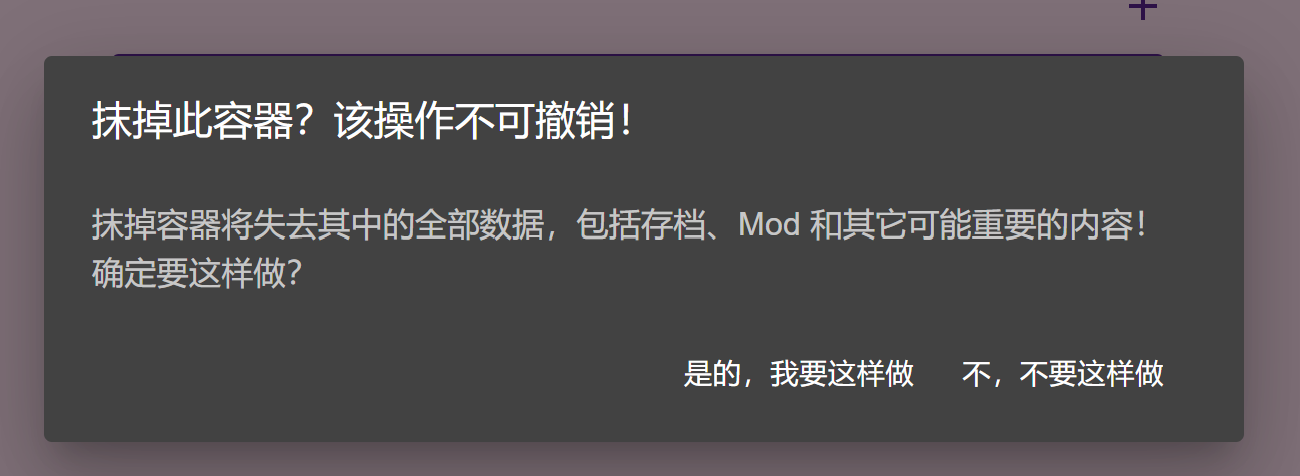 抹掉此容器？该操作不可撤销！
抹掉容器将失去其中的全部数据，包括存档、Mod 和其它可能重要的内容！
确定要这样做？
是的，我要这样做
不，不要这样做